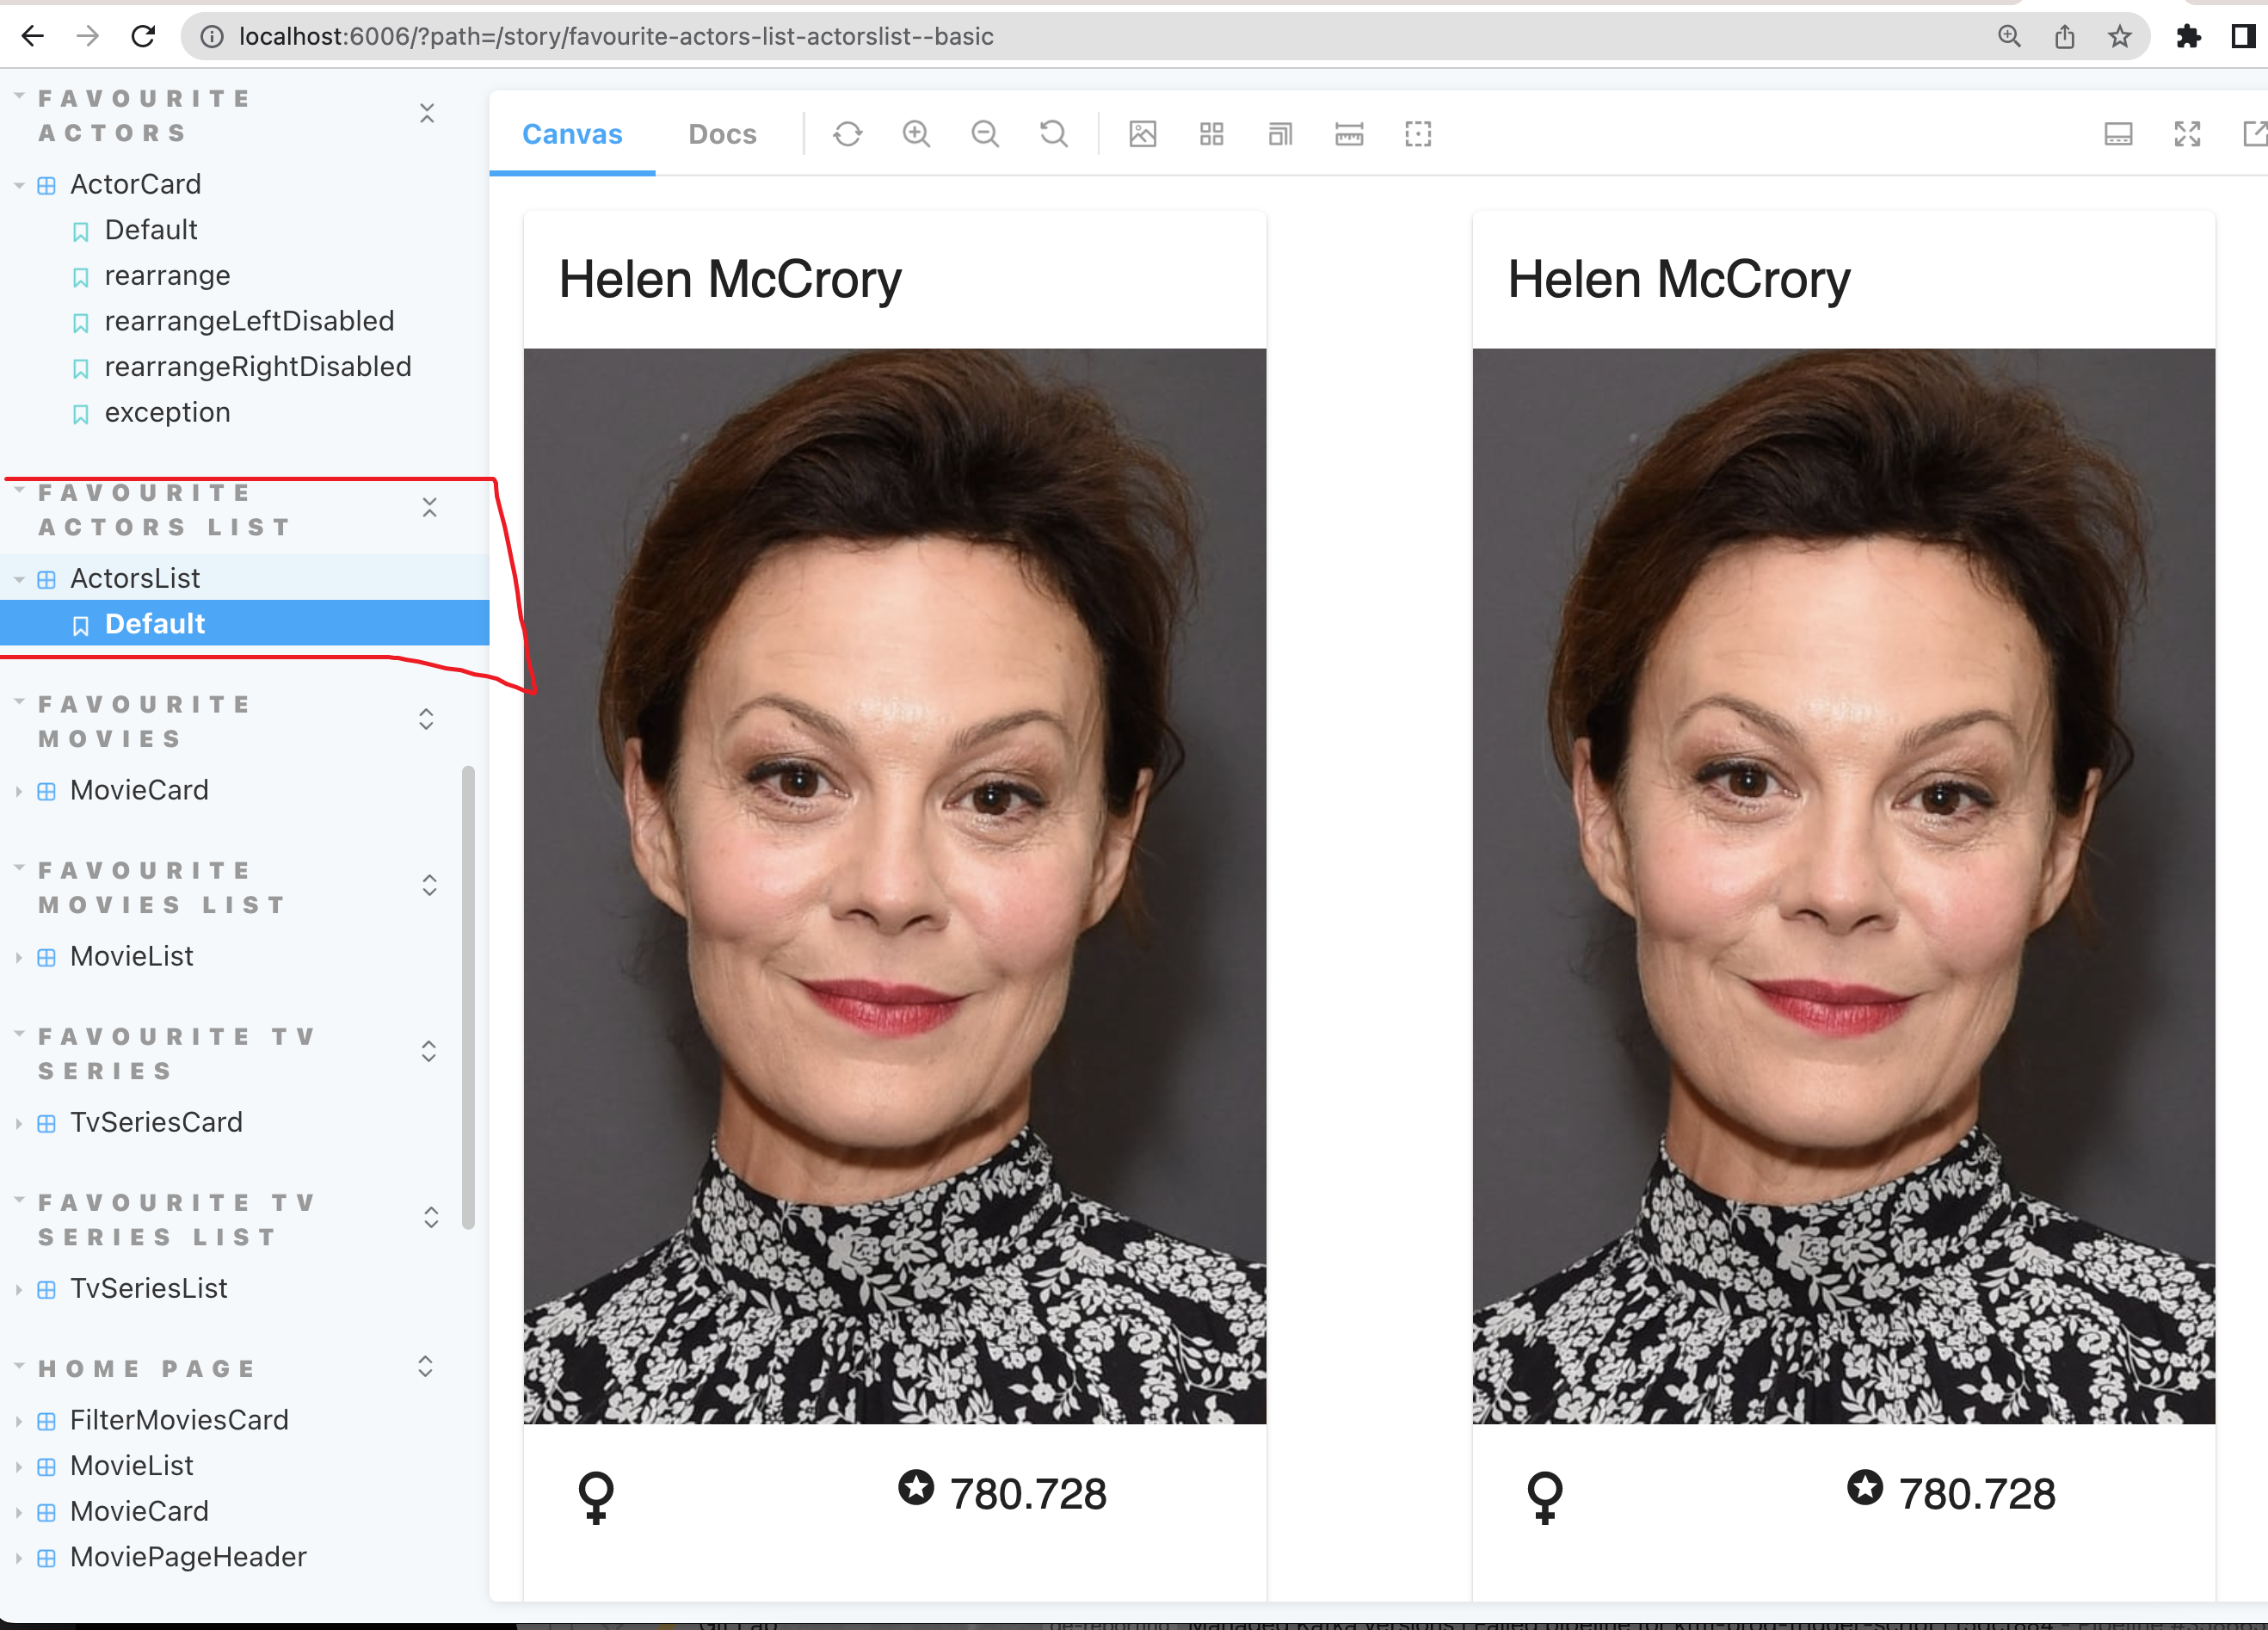 localhost:6006/?path=/story/favourite-actors-list-actorslist--basic
FAVOURITE
ACTORS
ActorCard
Default
rearrange
rearrangeLeftDisabled
rearrangeRightDisabled
exception
FAVOURITE
ACTORS LIST
ActorsList
Default
FAVOURITE
MOVIES
MovieCard
FAVOURITE
MOVIES LIST
MovieList
FAVOURITE TV
SERIES
TvSeriesCard
FAVOURITE TV
SERIES LIST
TvSeriesList
HOME PAGE
FilterMoviesCard
MovieList
MovieCard
MoviePageHeader
Canvas
Docs
Helen McCrory
780.728
Helen McCrory
780.728